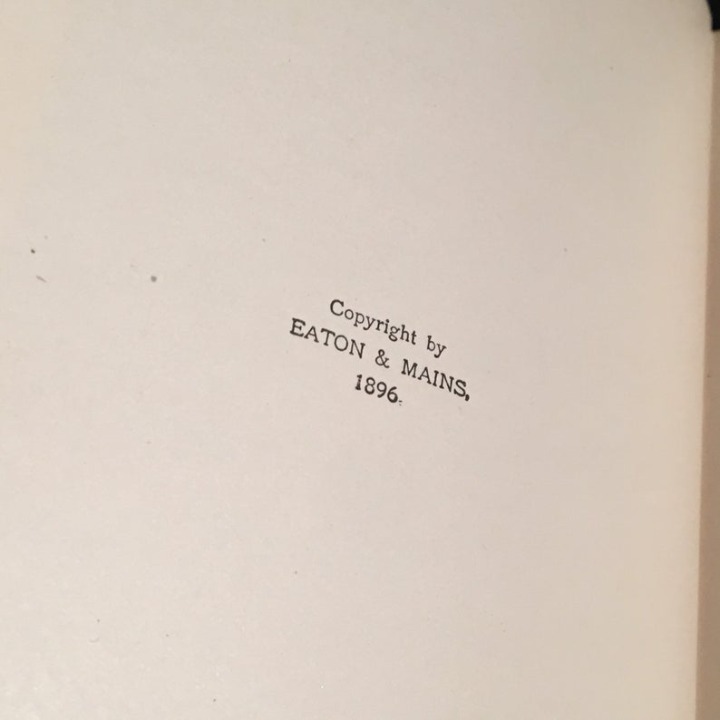 Copyright by
EATON & MAINS,
1896.